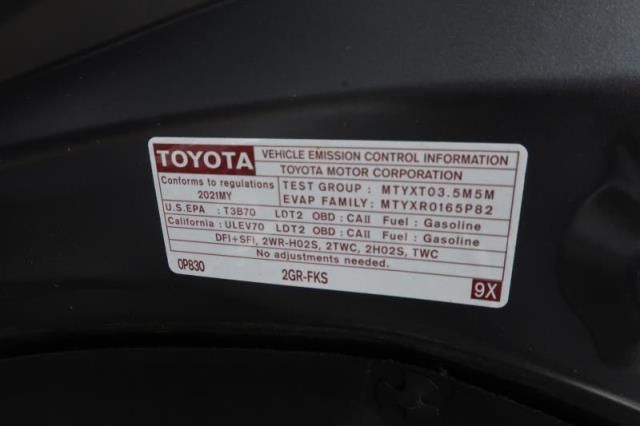 TOYOTA
VEHICLE EMISSION CONTROL INFORMATION
TOYOTA MOTOR CORPORATION
Conforms to regulations
2021MY
TEST GROUP : MTYXT03.5M5M
EVAP FAMILY: MTYXR0165P82
U.S.EPA : T3B70 LDT2 OBD : CAII Fuel : Gasoline
California : ULEV70 LDT2 OBD : CAII Fuel : Gasoline
DFI+SFI, 2WR-HO2S, 2TWC, 2HO2S, TWC
No adjustments needed.
0P830
2GR-FKS
9X